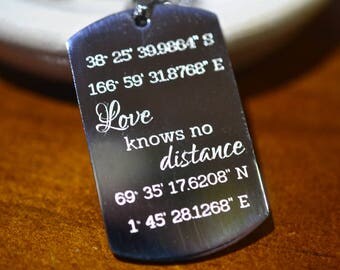 38° 25' 39.9864" S
166° 59' 31.8768" E
Love
knows no
distance
69° 35' 17.6208" N
1° 45' 28.1268" E